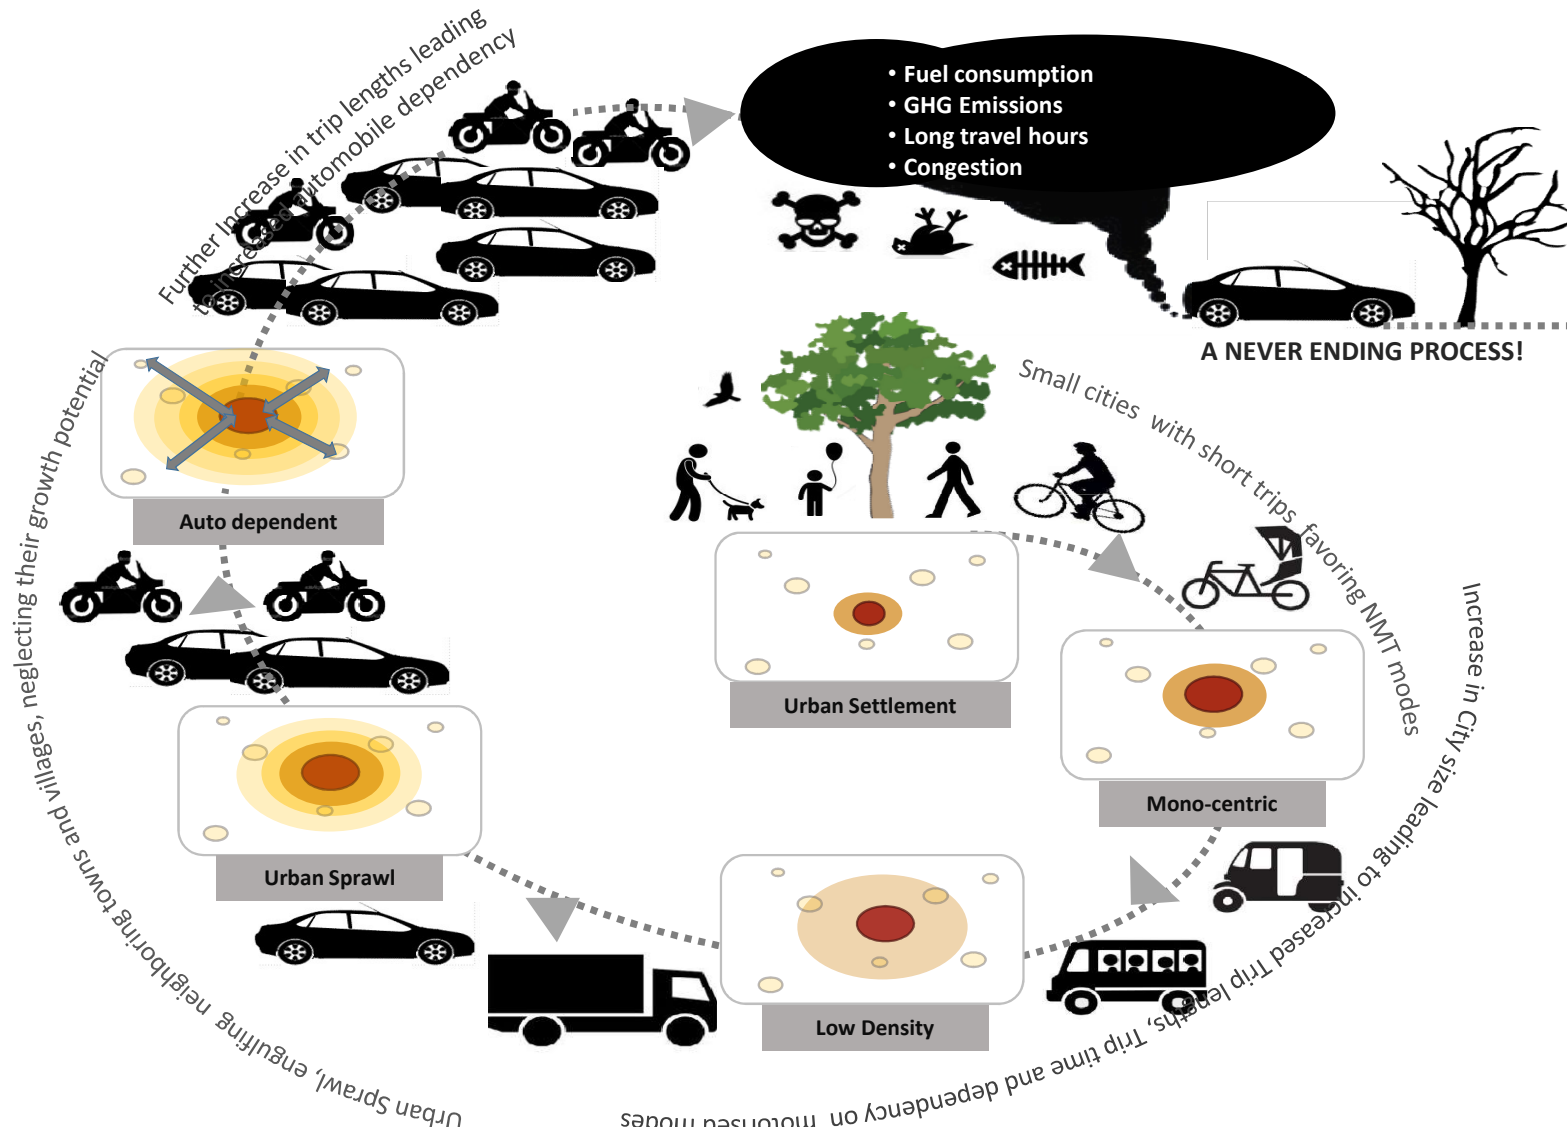 Further Increase in trip lengths leading
to increased automobile dependency
• Fuel consumption
• GHG Emissions
• Long travel hours
• Congestion
A NEVER ENDING PROCESS!
Small cities with short trips favoring NMT modes
Urban Settlement
Mono-centric
Increase in City size leading to increased Trip lengths, Trip time and dependency on motorised modes
Low Density
Urban Sprawl
Urban Sprawl, engulfing neighboring towns and villages, neglecting their growth potential
Auto dependent